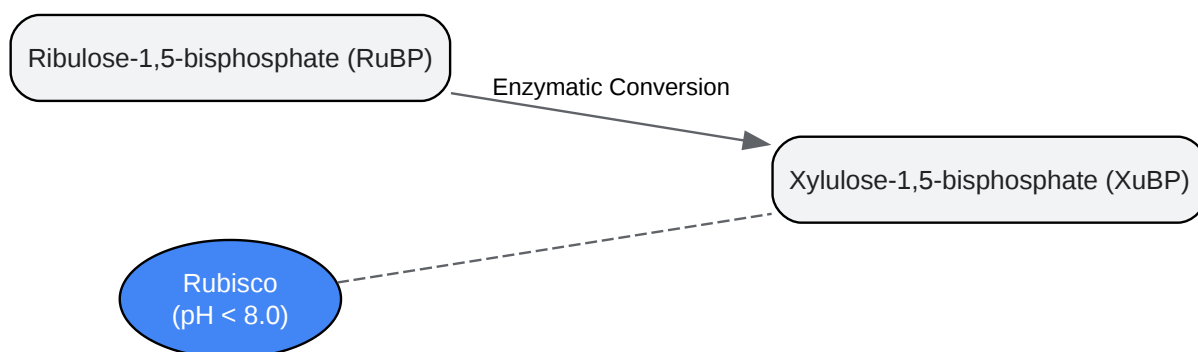 Ribulose-1,5-bisphosphate (RuBP)
Enzymatic Conversion
Xylulose-1,5-bisphosphate (XuBP)
Rubisco
(pH < 8.0)